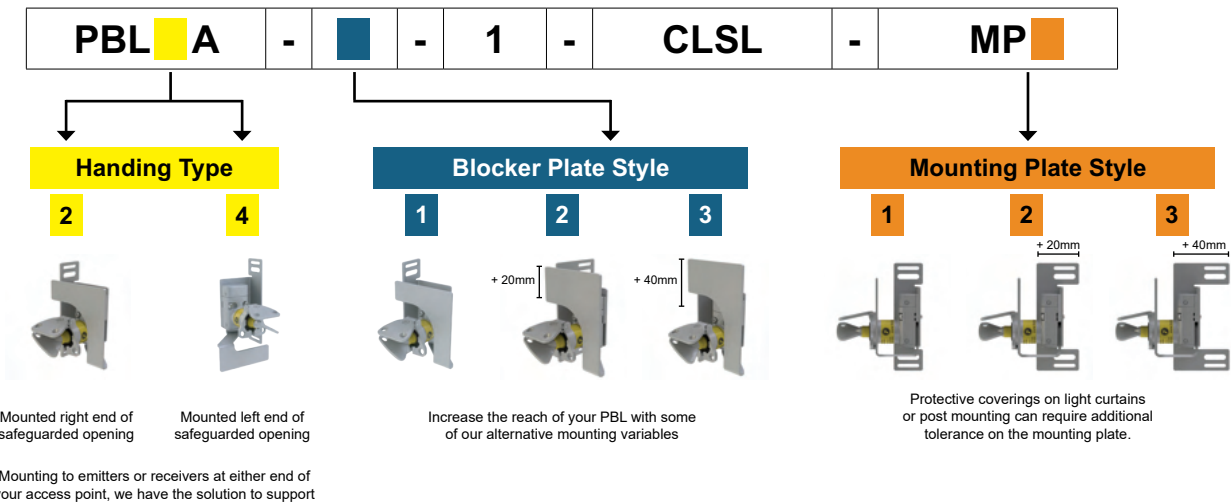 PBL A - - 1 - CLSL - MP
Handing Type
Blocker Plate Style
Mounting Plate Style
2 4 1 2 3 1 2 3
+ 20mm + 40mm
+ 20mm + 40mm
Mounted right end of
safeguarded opening
Mounted left end of
safeguarded opening
Increase the reach of your PBL with some
of our alternative mounting variables
Protective coverings on light curtains
or post mounting can require additional
tolerance on the mounting plate.
Mounting to emitters or receivers at either end of
your access point, we have the solution to support